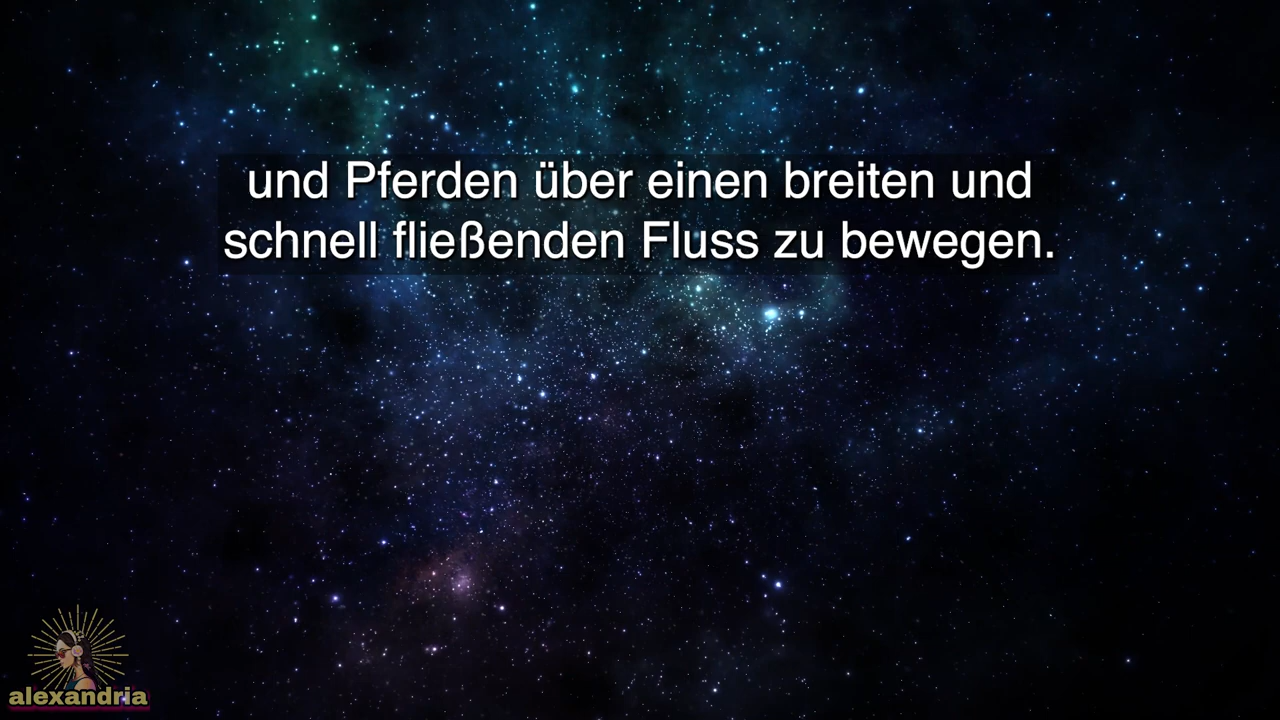 und Pferden über einen breiten und
schnell fließenden Fluss zu bewegen.
alexandria